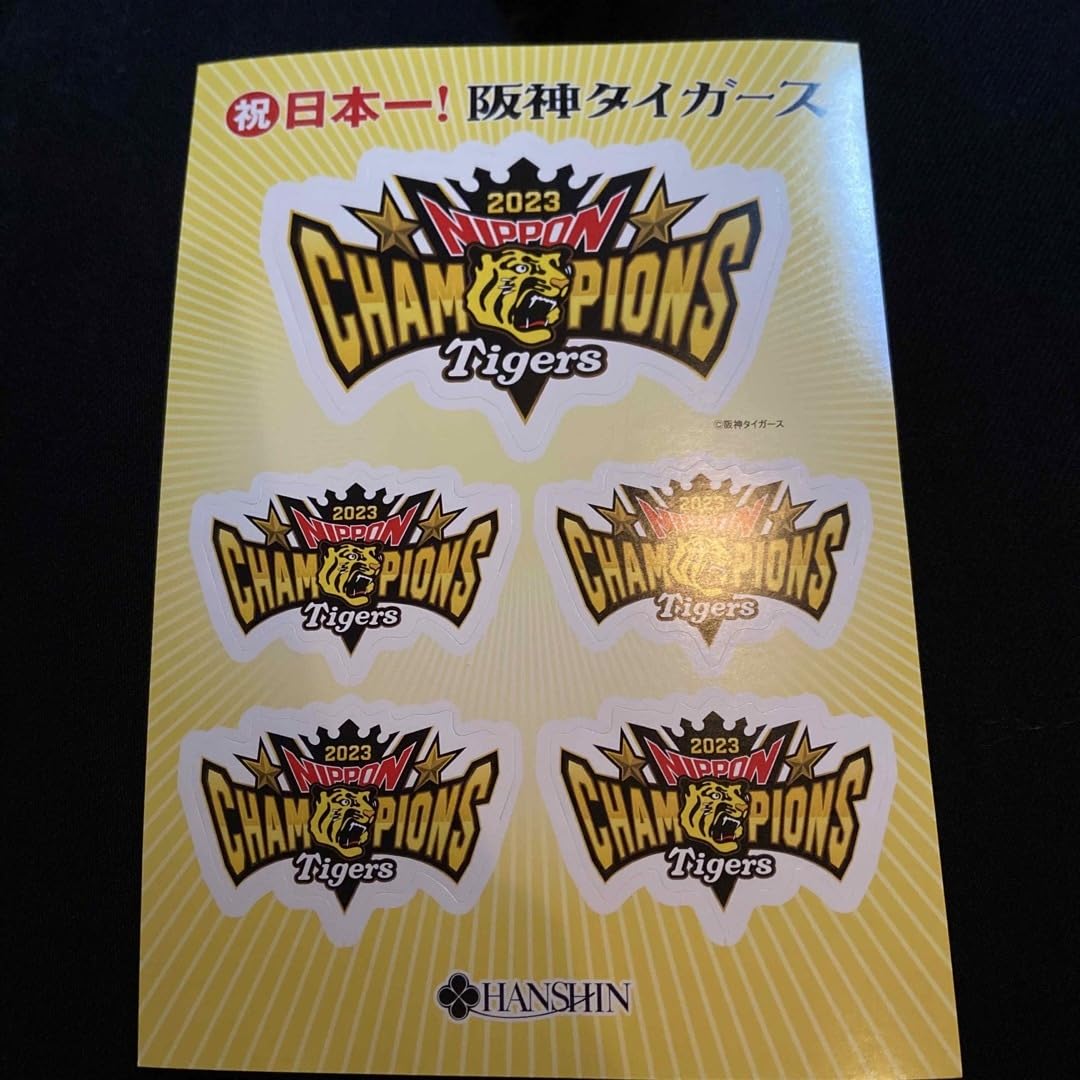 祝日本一!阪神タイガース
2023
NIPPON
CHAMPIONS
Tigers
©阪神タイガース
2023
NIPPON
CHAMPIONS
Tigers
2023
NIPPON
CHAMPIONS
Tigers
2023
NIPPON
CHAMPIONS
Tigers
2023
NIPPON
CHAMPIONS
Tigers
HANSHIN